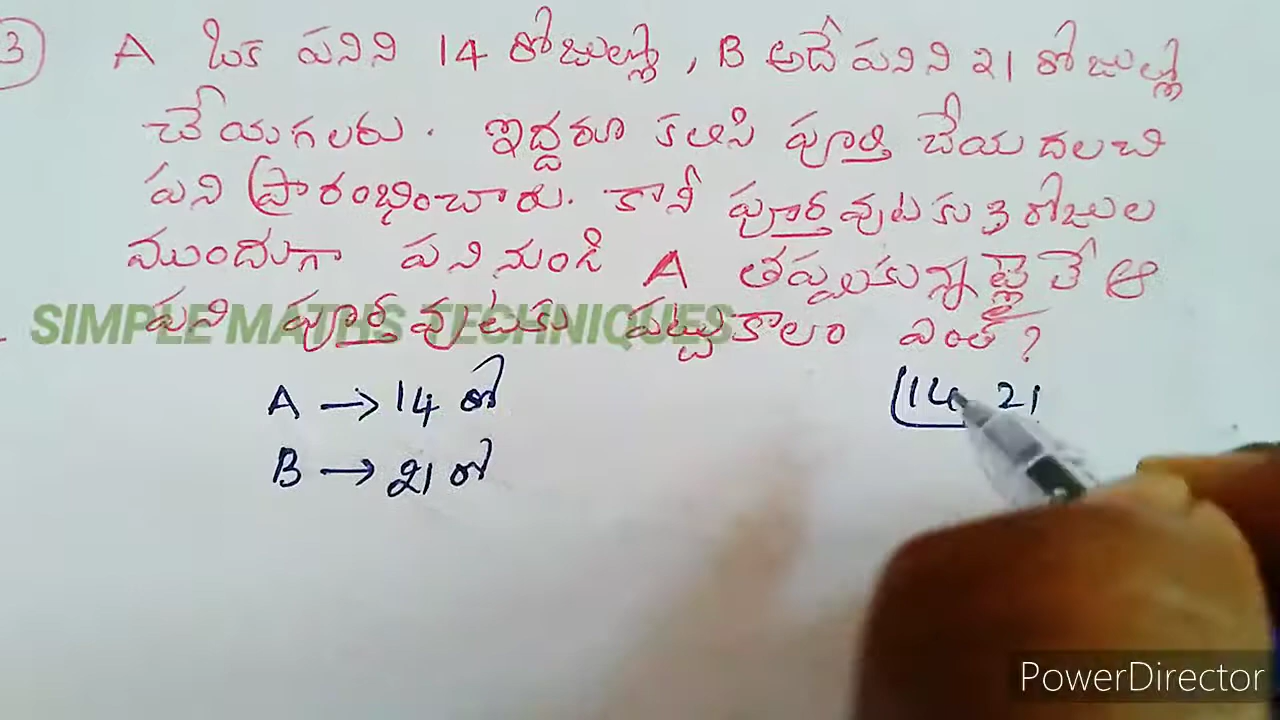 3) A ఒక పనిని 14 రోజుల్లో, B అదే పనిని 21 రోజుల్లో
చేయగలరు. ఇద్దరూ కలిసి పూర్తి చేయదలచి
పని ప్రారంభించారు. కానీ పూర్తవుటకు 3 రోజుల
ముందుగా పనినుండి A తప్పుకున్నట్లైతే ఆ
పని పూర్తవుటకు పట్టుకాలం ఎంత?
SIMPLE MATHS TECHNIQUES
A → 14 రో
B → 21 రో
14 21
PowerDirector